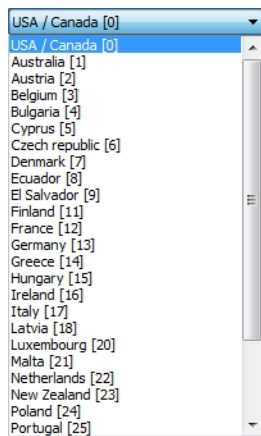 USA / Canada [0]
USA / Canada [0]
Australia [1]
Austria [2]
Belgium [3]
Bulgaria [4]
Cyprus [5]
Czech republic [6]
Denmark [7]
Ecuador [8]
El Salvador [9]
Finland [11]
France [12]
Germany [13]
Greece [14]
Hungary [15]
Ireland [16]
Italy [17]
Latvia [18]
Luxembourg [20]
Malta [21]
Netherlands [22]
New Zealand [23]
Poland [24]
Portugal [25]